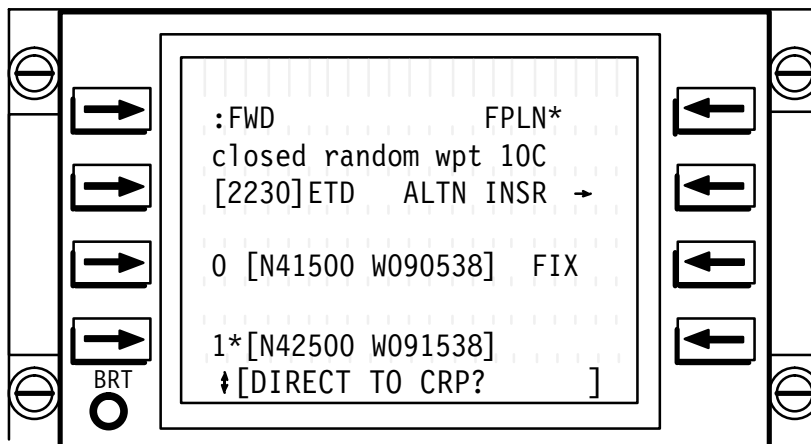 :FWD FPLN*
closed random wpt 10C
[2230]ETD ALTN INSR →
0 [N41500 W090538] FIX
1*[N42500 W091538]
BRT
↕[DIRECT TO CRP? ]